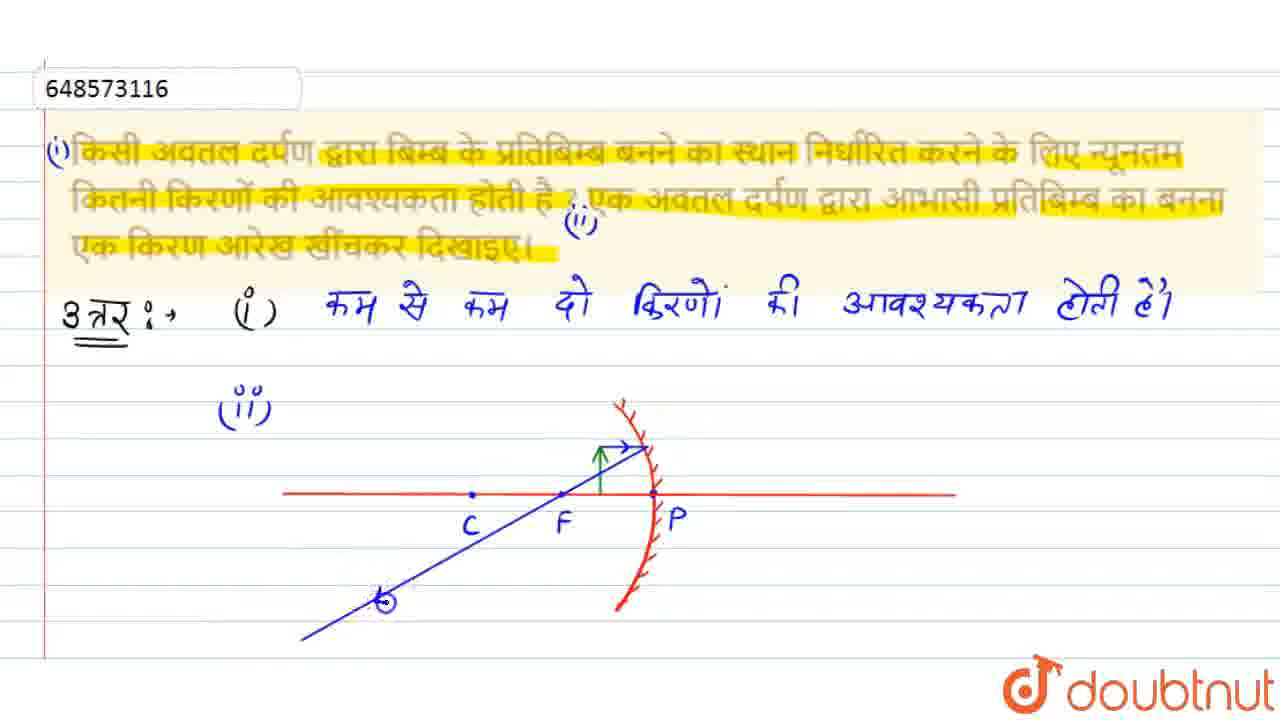 648573116
(i) किसी अवतल दर्पण द्वारा बिम्ब के प्रतिबिम्ब बनने का स्थान निर्धारित करने के लिए न्यूनतम
कितनी किरणों की आवश्यकता होती है ? (ii) एक अवतल दर्पण द्वारा आभासी प्रतिबिम्ब का बनना
एक किरण आरेख खींचकर दिखाइए।
उत्तर :→ (i) कम से कम दो किरणों की आवश्यकता होती है।
(ii)
C F P
doubtnut